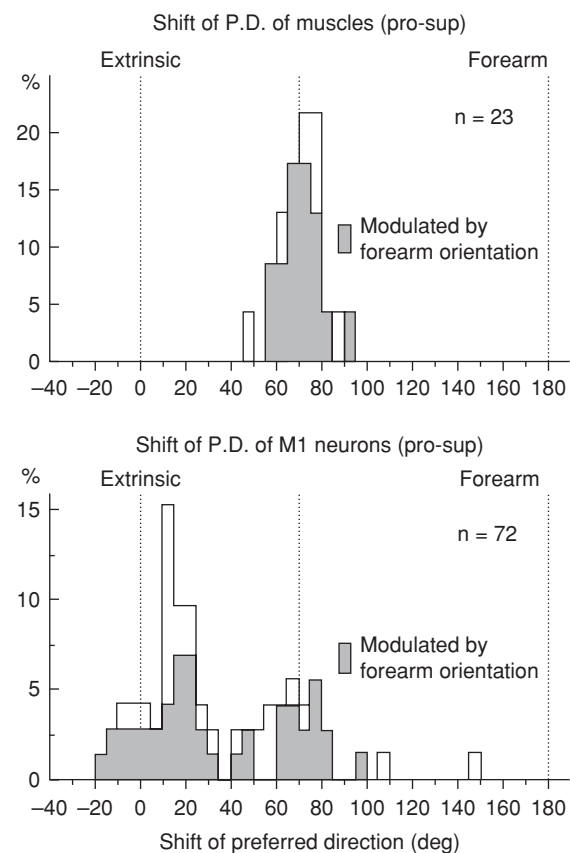 Shift of P.D. of muscles (pro-sup)
Extrinsic Forearm
%
n = 23
20
15
Modulated by
forearm orientation
10
5
0
–40 –20 0 20 40 60 80 100 120 140 160 180
Shift of P.D. of M1 neurons (pro-sup)
% Extrinsic Forearm
15
n = 72
10
Modulated by
forearm orientation
5
0
–40 –20 0 20 40 60 80 100 120 140 160 180
Shift of preferred direction (deg)